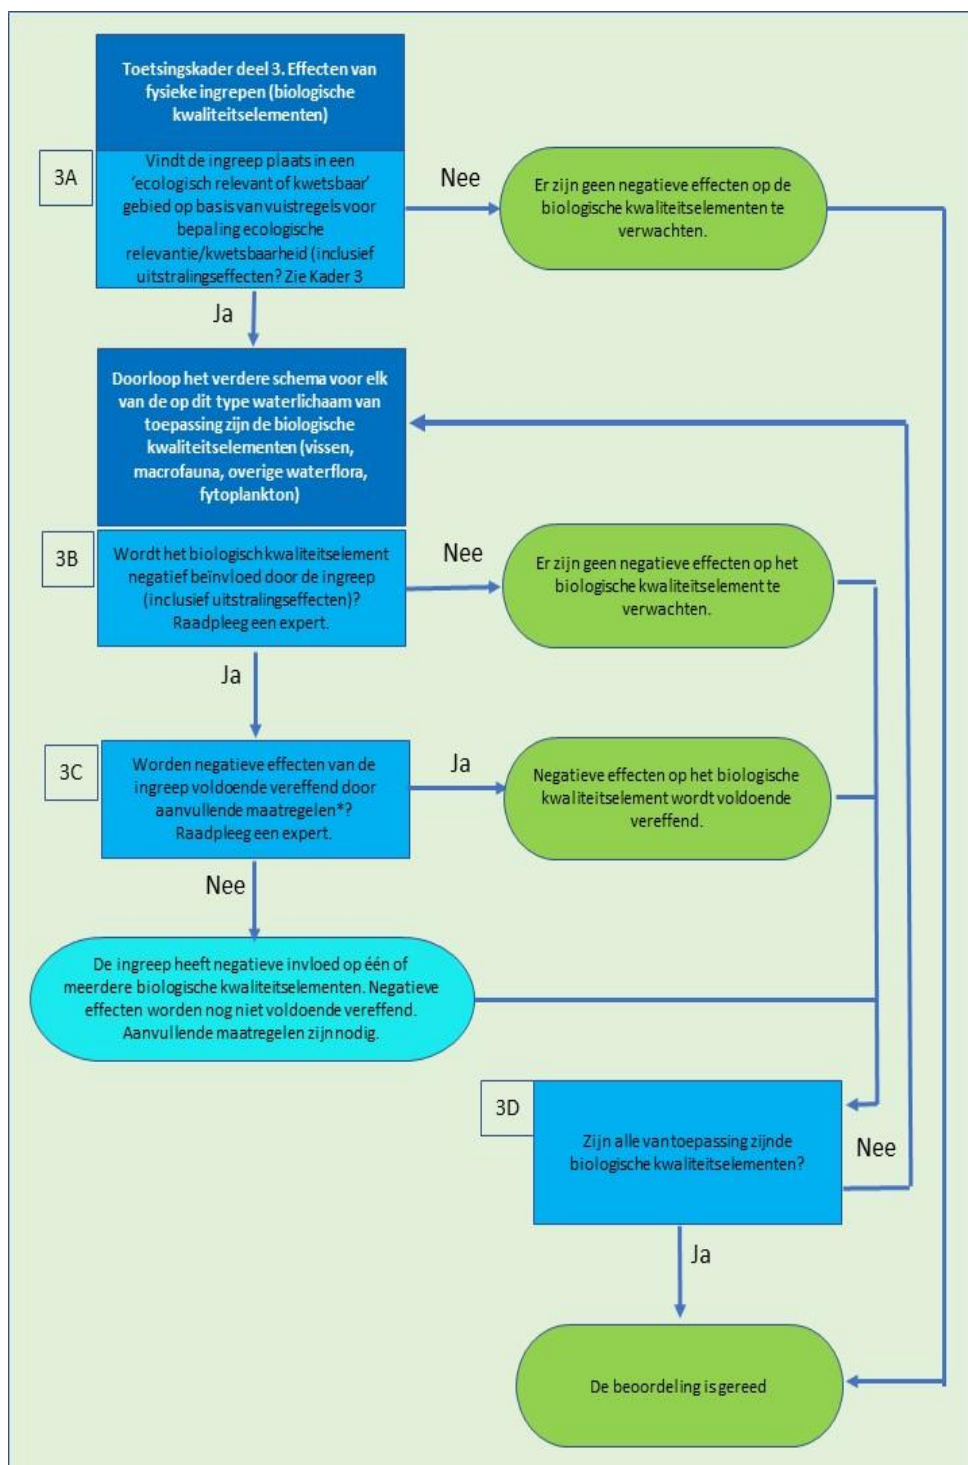 Toetsingskader deel 3. Effecten van
fysieke ingrepen (biologische
kwaliteitselementen)
3A
Vindt de ingreep plaats in een
‘ecologisch relevant of kwetsbaar’
gebied op basis van vuistregels voor
bepaling ecologische
relevantie/kwetsbaarheid (inclusief
uitstralingseffecten? Zie Kader 3
Nee
Er zijn geen negatieve effecten op de
biologische kwaliteitselementen te
verwachten.
Ja
Doorloop het verdere schema voor elk
van de op dit type waterlichaam van
toepassing zijn de biologische
kwaliteitselementen (vissen,
macrofauna, overige waterflora,
fytoplankton)
3B
Wordt het biologisch kwaliteitselement
negatief beïnvloed door de ingreep
(inclusief uitstralingseffecten)?
Raadpleeg een expert.
Nee
Er zijn geen negatieve effecten op het
biologische kwaliteitselement te
verwachten.
Ja
3C
Worden negatieve effecten van de
ingreep voldoende vereffend door
aanvullende maatregelen*?
Raadpleeg een expert.
Ja
Negatieve effecten op het biologische
kwaliteitselement wordt voldoende
vereffend.
Nee
De ingreep heeft negatieve invloed op één of
meerdere biologische kwaliteitselementen. Negatieve
effecten worden nog niet voldoende vereffend.
Aanvullende maatregelen zijn nodig.
3D
Zijn alle van toepassing zijnde
biologische kwaliteitselementen?
Nee
Ja
De beoordeling is gereed